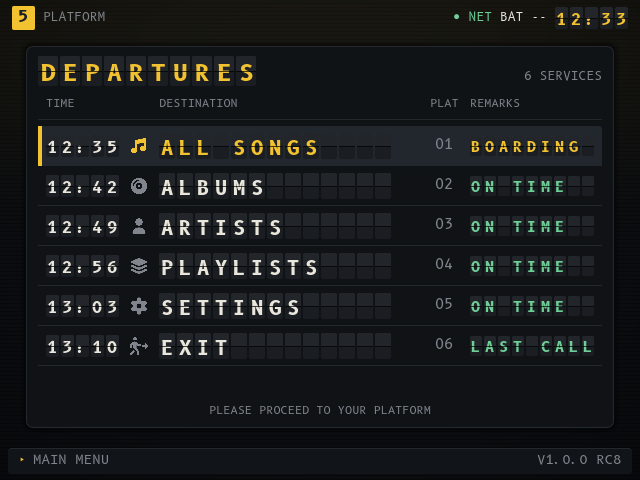 5 PLATFORM NET BAT -- 12:33
DEPARTURES 6 SERVICES
TIME DESTINATION PLAT REMARKS
12:35 ALL SONGS 01 BOARDING
12:42 ALBUMS 02 ON TIME
12:49 ARTISTS 03 ON TIME
12:56 PLAYLISTS 04 ON TIME
13:03 SETTINGS 05 ON TIME
13:10 EXIT 06 LAST CALL
PLEASE PROCEED TO YOUR PLATFORM
MAIN MENU V1.0.0 RC8